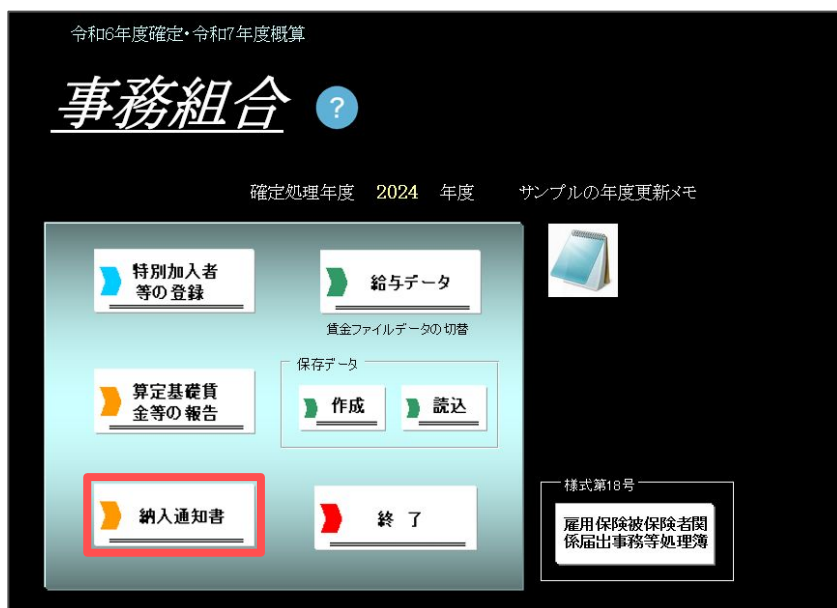 令和6年度確定・令和7年度概算
事務組合
?
確定処理年度 2024 年度 サンプルの年度更新メモ
特別加入者
等の登録
給与データ
賃金ファイルデータの切替
保存データ
算定基礎賃
金等の報告
作成
読込
納入通知書
終 了
様式第18号
雇用保険被保険者関
係届出事務等処理簿